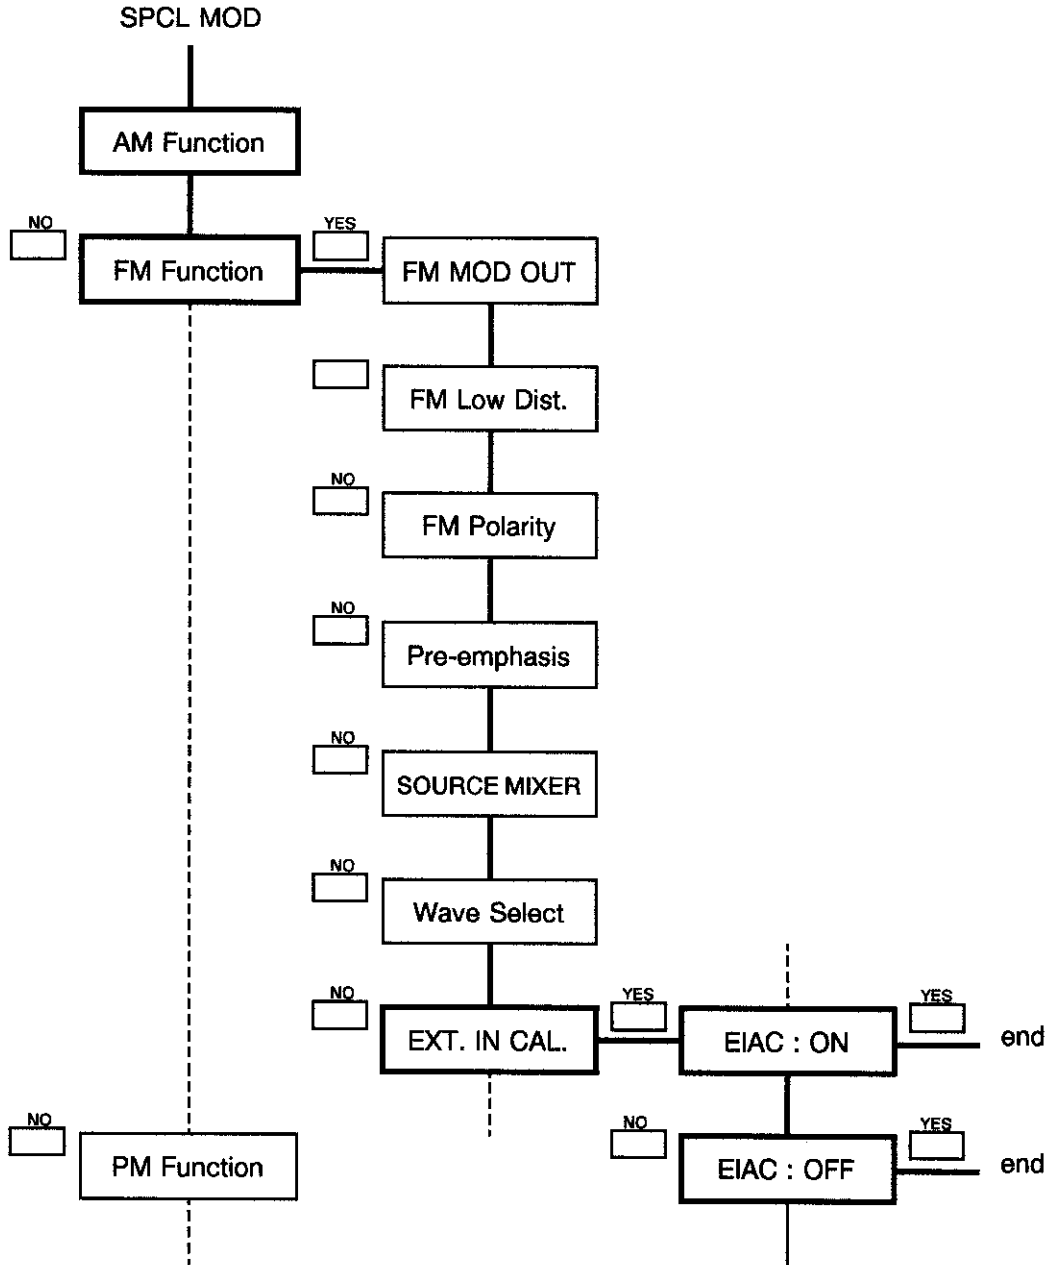 SPCL MOD
AM Function
NO
YES
FM Function
FM MOD OUT
FM Low Dist.
NO
FM Polarity
NO
Pre-emphasis
NO
SOURCE MIXER
NO
Wave Select
NO
YES
YES
EXT. IN CAL.
EIAC : ON
end
NO
NO
YES
PM Function
EIAC : OFF
end